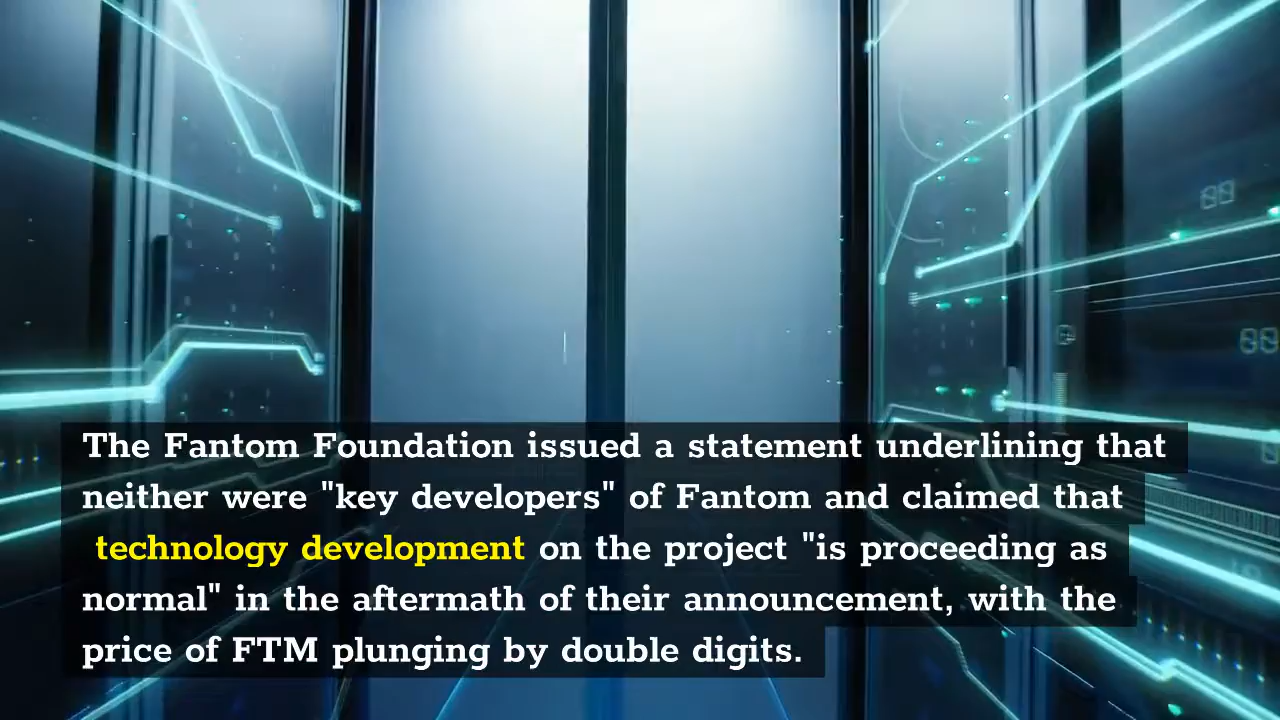 The Fantom Foundation issued a statement underlining that
neither were "key developers" of Fantom and claimed that
technology development on the project "is proceeding as
normal" in the aftermath of their announcement, with the
price of FTM plunging by double digits.